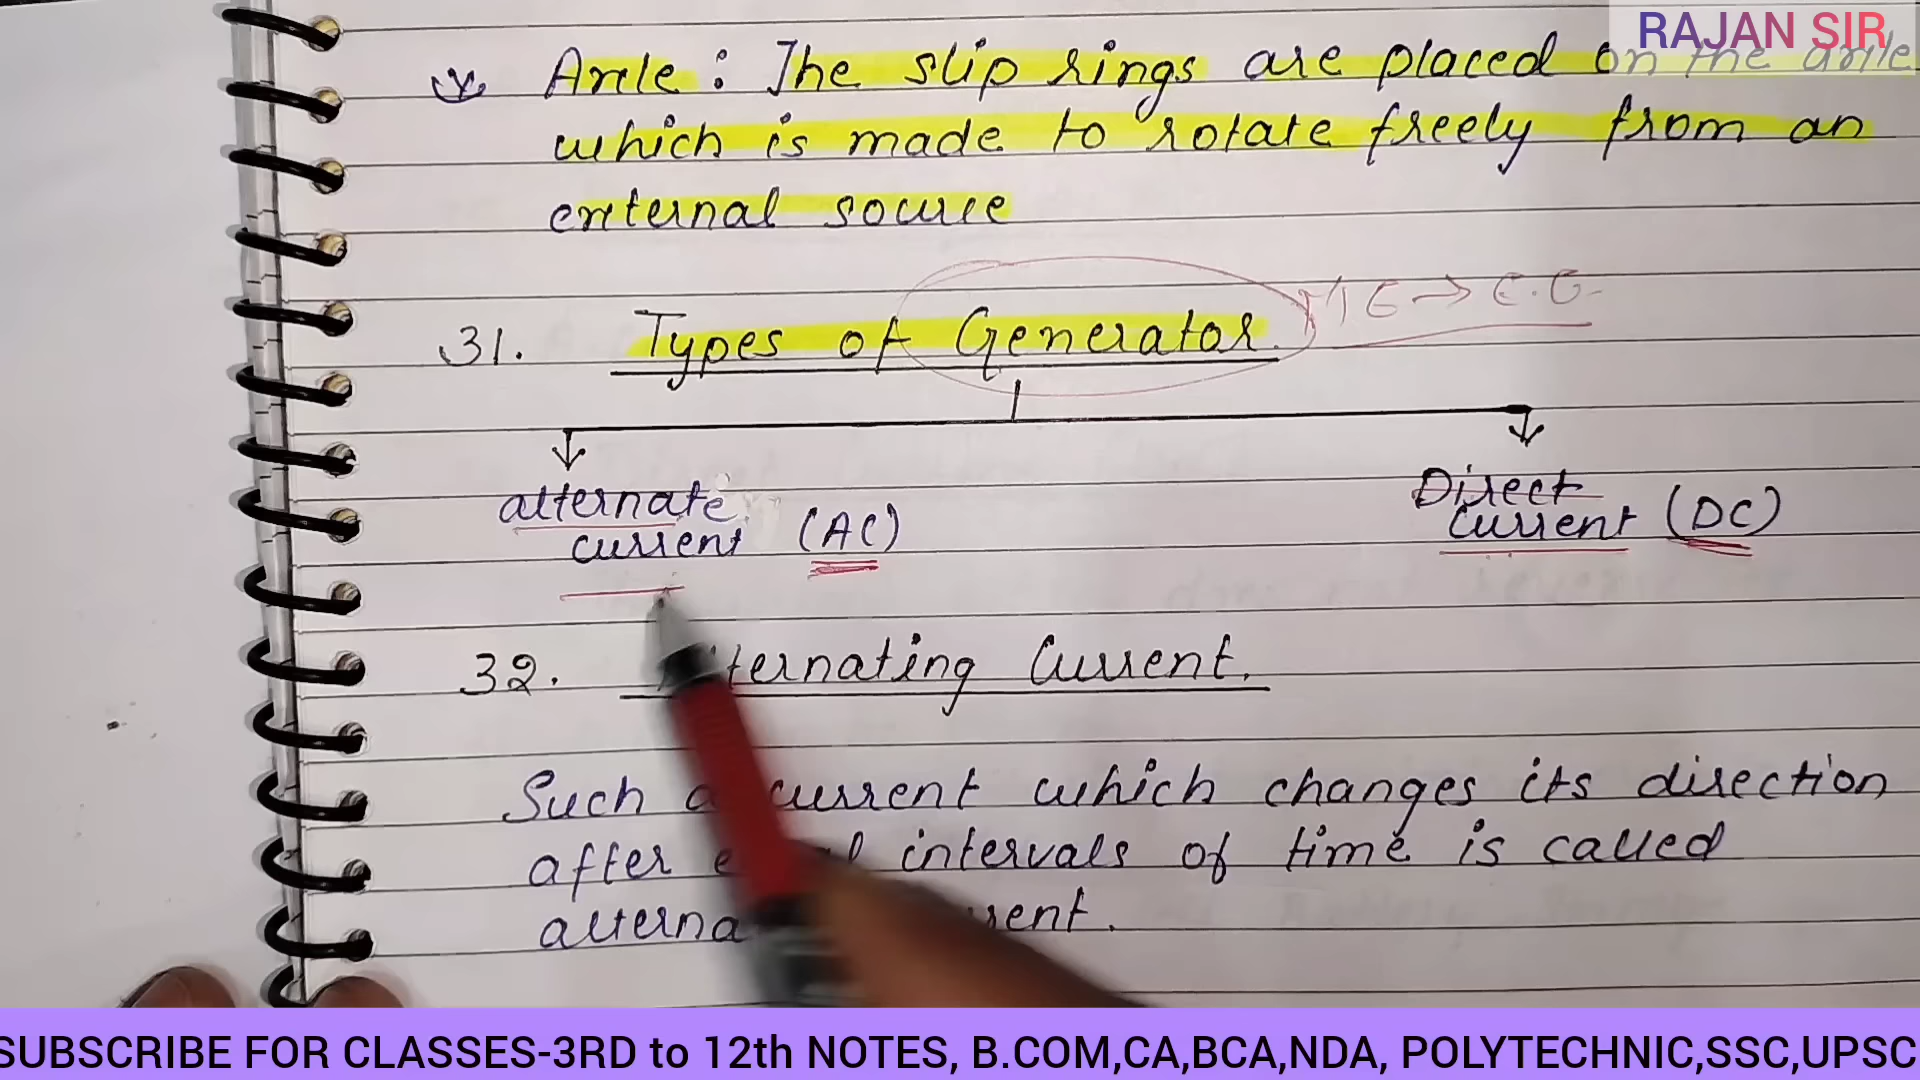 RAJAN SIR
Axle : The slip rings are placed on the axle
which is made to rotate freely from an
external source
31. Types of Generator.
M E → E.E.
alternate
current (AC)
Direct
current (DC)
32. Alternating Current.
Such a current which changes its direction
after equal intervals of time is called
alterna
SUBSCRIBE FOR CLASSES-3RD to 12th NOTES, B.COM,CA,BCA,NDA, POLYTECHNIC,SSC,UPSC